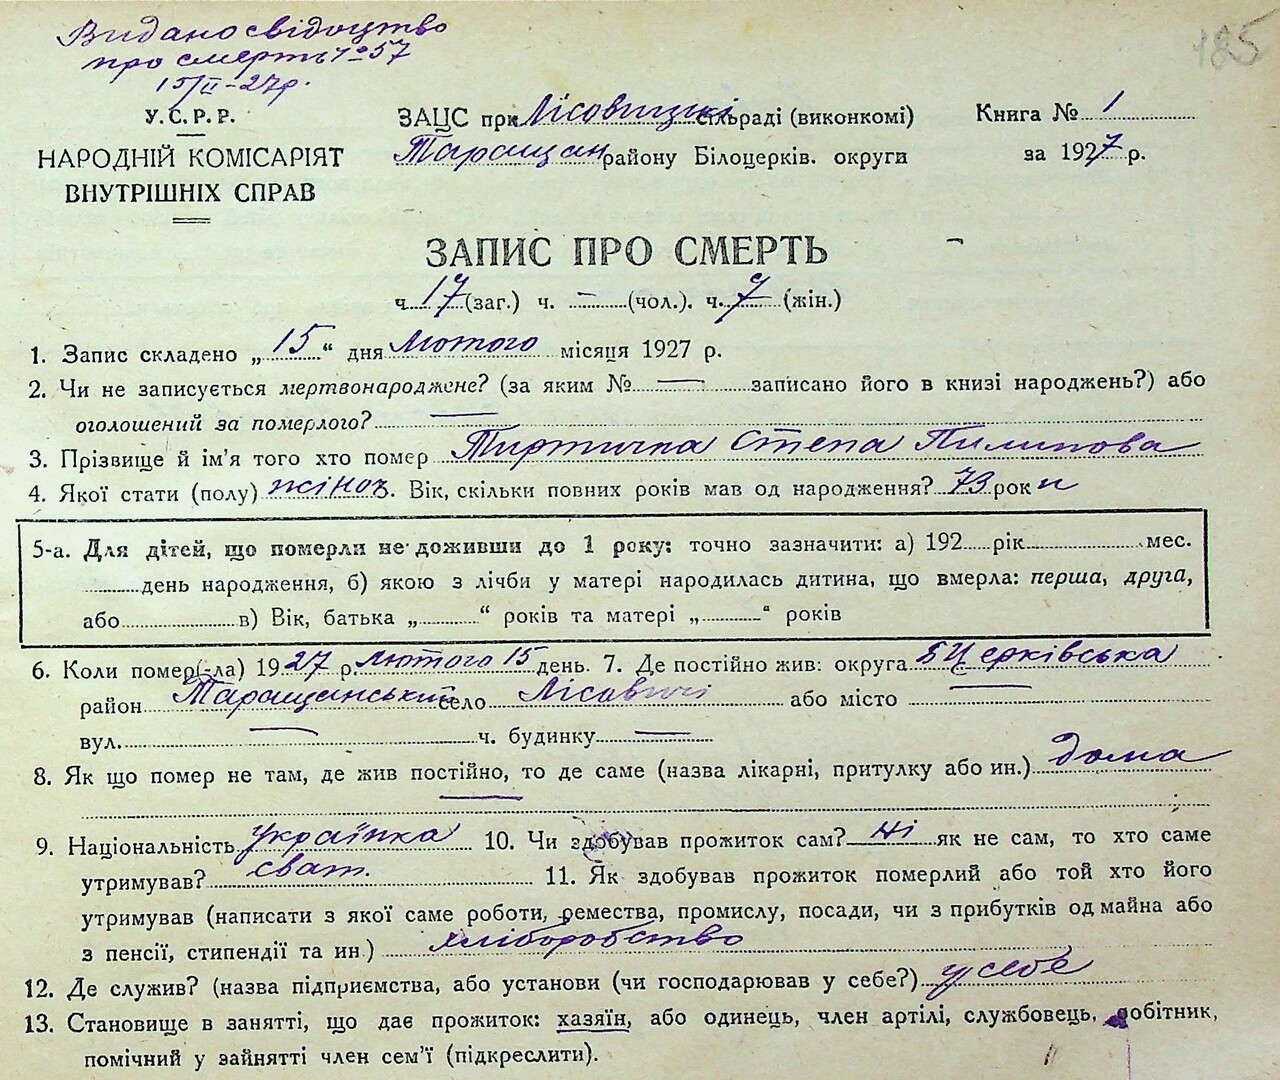 Видано свідоцтво
про смерть № 57
15/II-27р.
185
У.С.Р.Р.
НАРОДНІЙ КОМІСАРІЯТ
ВНУТРІШНІХ СПРАВ
ЗАЦС при Лісовицькі сільраді (виконкомі)
Таращан району Білоцерків. округи
Книга № 1
за 1927 р.
ЗАПИС ПРО СМЕРТЬ
ч. 17 (заг.) ч. — (чол.). ч. 7 (жін.)
1. Запис складено „15“ дня Лютого місяця 1927 р.
2. Чи не записується мертвонароджене? (за яким № — записано його в книзі народжень?) або
оголошений за померлого? —
3. Прізвище й ім'я того хто помер Тиртична Степа Пилипова
4. Якої стати (полу) жіноч. Вік, скільки повних років мав од народження? 73 роки
5-а. Для дітей, що померли не доживши до 1 року: точно зазначити: а) 192 рік мес.
день народження, б) якою з лічби у матері народилась дитина, що вмерла: перша, друга,
або в) Вік, батька „ “ років та матері „ “ років
6. Коли помер(-ла) 1927 р. Лютого 15 день. 7. Де постійно жив: округа БЦерківська
район Таращанський село Лісовичі або місто —
вул. — ч. будинку —
8. Як що помер не там, де жив постійно, то де саме (назва лікарні, притулку або ин.) дома
—
9. Національність українка 10. Чи здобував прожиток сам? ні як не сам, то хто саме
утримував? сват. 11. Як здобував прожиток померлий або той хто його
утримував (написати з якої саме роботи, ремества, промислу, посади, чи з прибутків од майна або
з пенсії, стипендії та ин.) хліборобство
12. Де служив? (назва підприємства, або установи (чи господарював у себе?) у себе
13. Становище в занятті, що дає прожиток: хазяїн, або одинець, член артілі, службовець, робітник,
помічний у зайнятті член сем'ї (підкреслити).